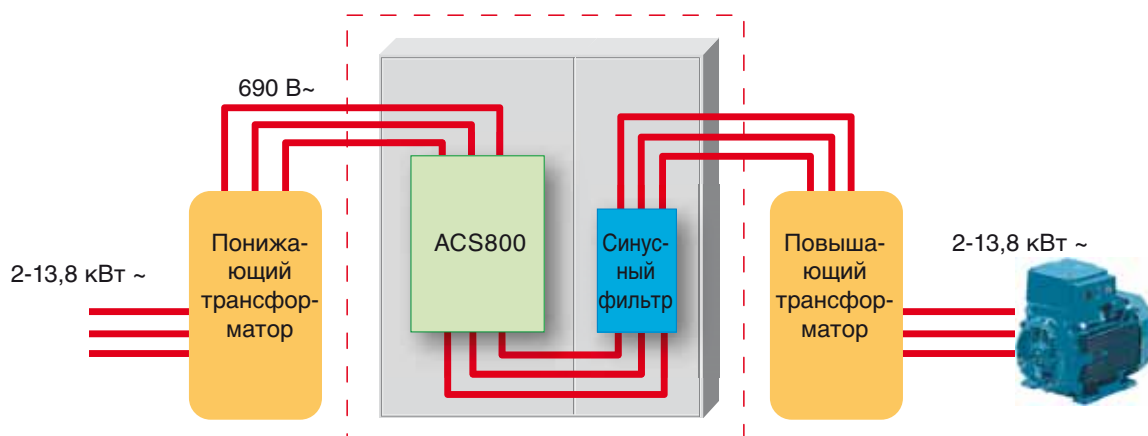 690 В~
2-13,8 кВт ~
Понижа-
ющий
трансфор-
матор
ACS800
Синус-
ный
фильтр
Повыша-
ющий
трансфор-
матор
2-13,8 кВт ~